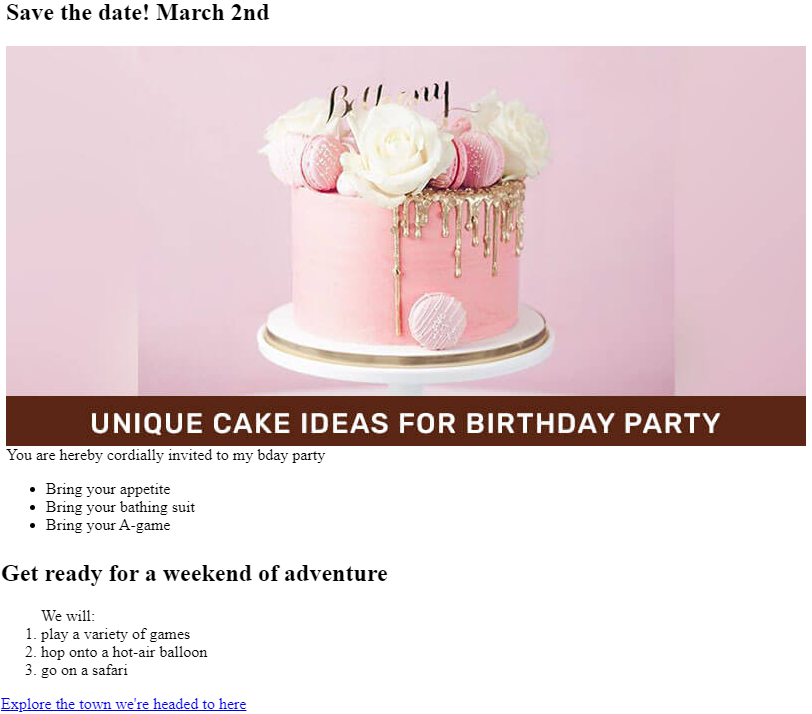 Save the date! March 2nd
UNIQUE CAKE IDEAS FOR BIRTHDAY PARTY
You are hereby cordially invited to my bday party
Bring your appetite
Bring your bathing suit
Bring your A-game
Get ready for a weekend of adventure
We will:
1. play a variety of games
2. hop onto a hot-air balloon
3. go on a safari
Explore the town we're headed to here